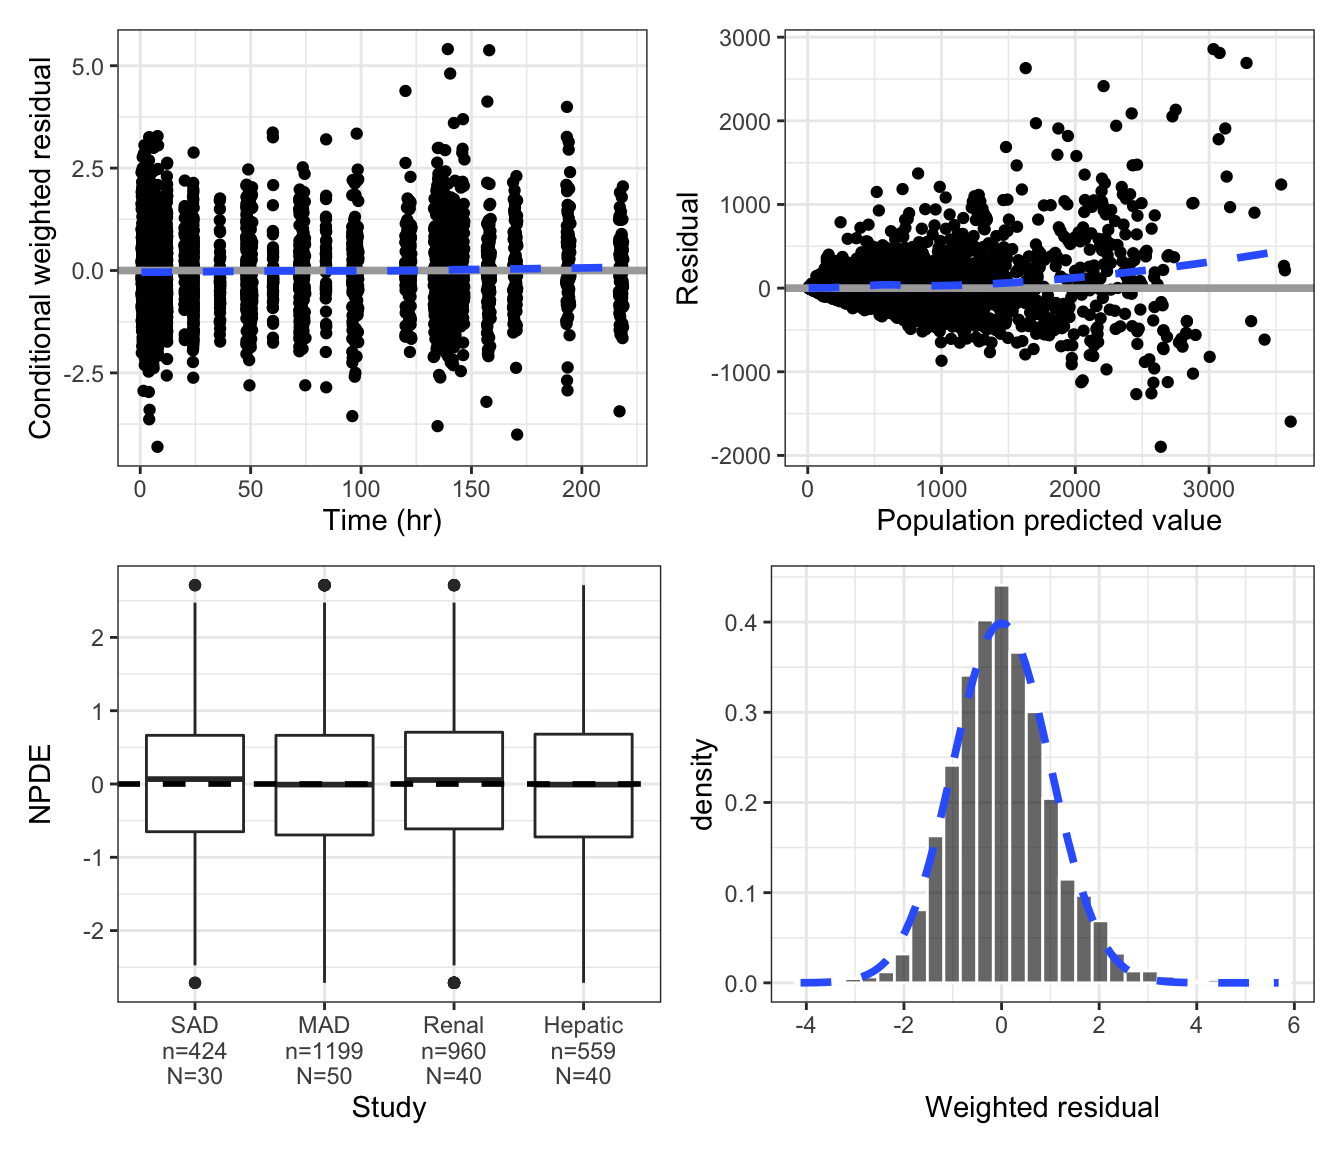 Conditional weighted residual
5.0
2.5
0.0
-2.5
0 50 100 150 200
Time (hr)
Residual
3000
2000
1000
0
-1000
-2000
0 1000 2000 3000
Population predicted value
NPDE
2
1
0
-1
-2
SAD MAD Renal Hepatic
n=424 n=1199 n=960 n=559
N=30 N=50 N=40 N=40
Study
density
0.4
0.3
0.2
0.1
0.0
-4 -2 0 2 4 6
Weighted residual